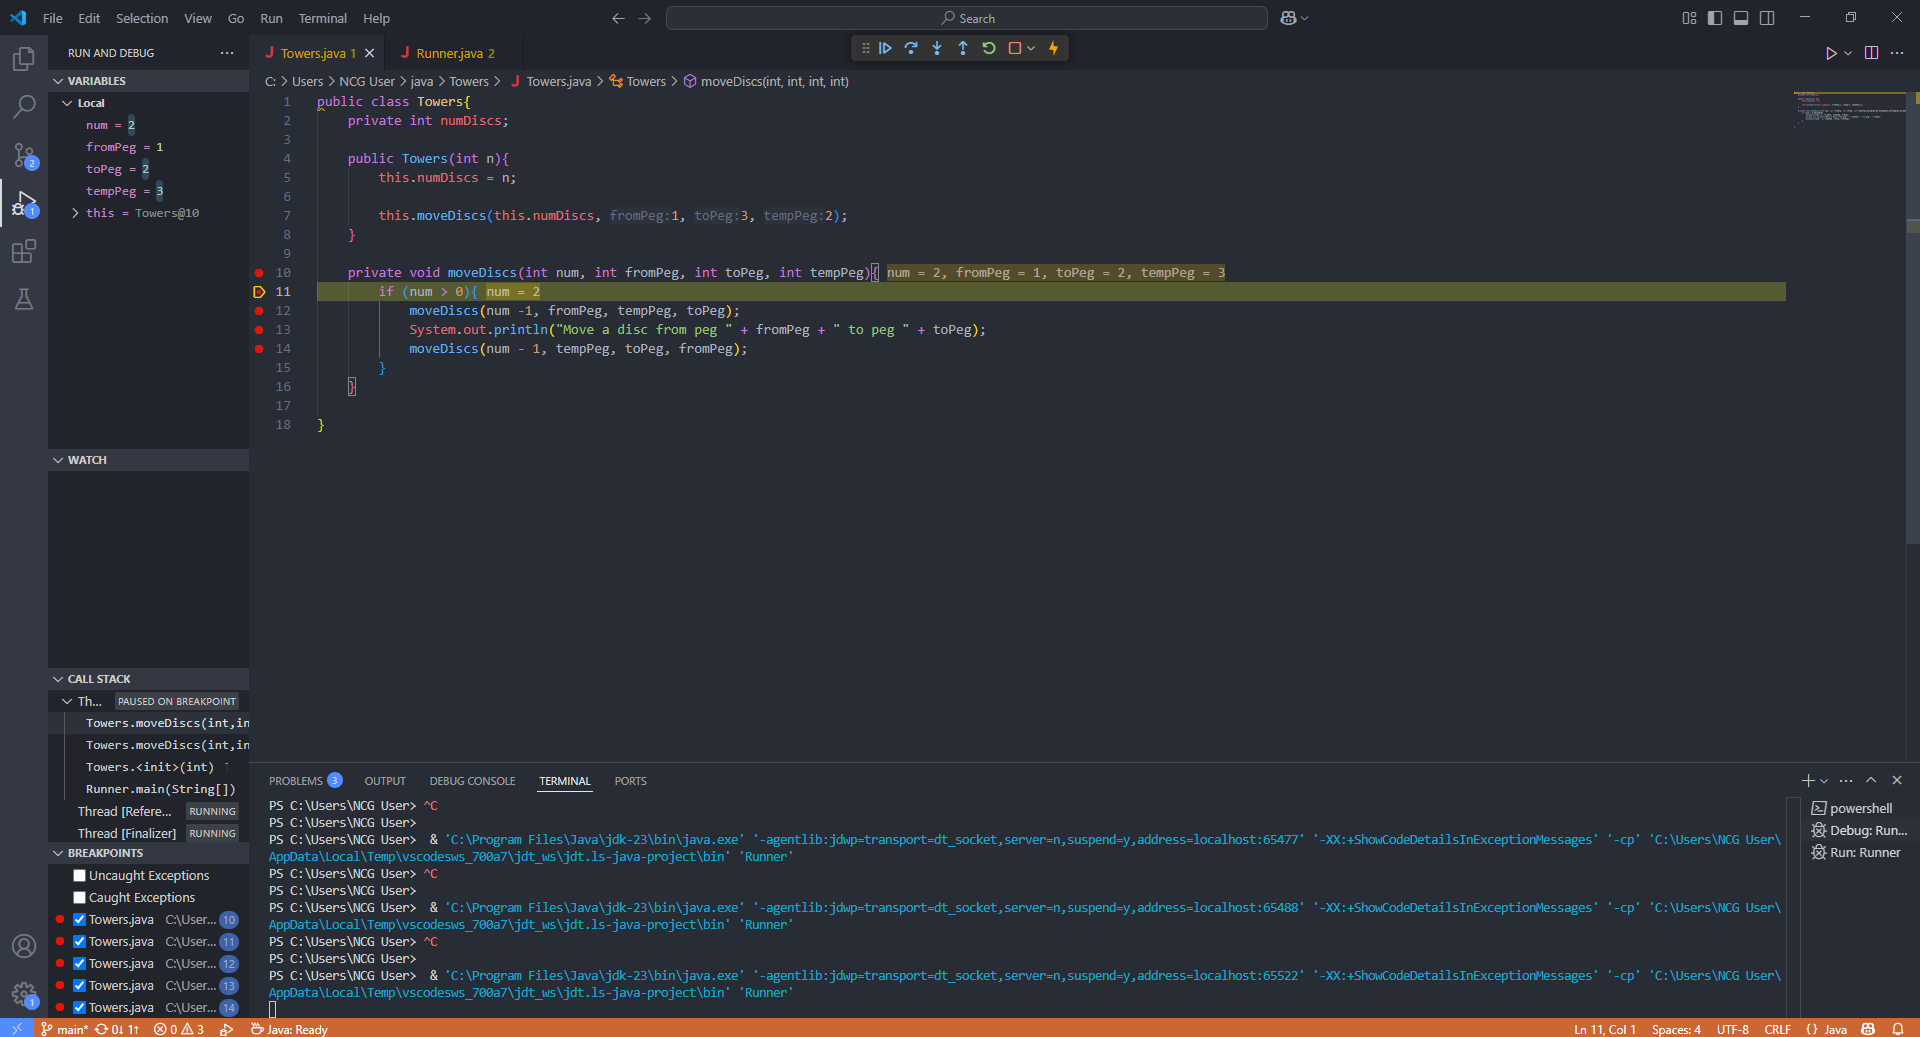 File Edit Selection View Go Run Terminal Help
Search
RUN AND DEBUG
Towers.java 1
Runner.java 2
VARIABLES
Local
num = 2
fromPeg = 1
toPeg = 2
tempPeg = 3
this = Towers@10
C: > Users > NCG User > java > Towers > Towers.java > Towers > moveDiscs(int, int, int, int)
1 public class Towers{
2 private int numDiscs;
3
4 public Towers(int n){
5 this.numDiscs = n;
6
7 this.moveDiscs(this.numDiscs, fromPeg:1, toPeg:3, tempPeg:2);
8 }
9
10 private void moveDiscs(int num, int fromPeg, int toPeg, int tempPeg){ num = 2, fromPeg = 1, toPeg = 2, tempPeg = 3
11 if (num > 0){ num = 2
12 moveDiscs(num -1, fromPeg, tempPeg, toPeg);
13 System.out.println("Move a disc from peg " + fromPeg + " to peg " + toPeg);
14 moveDiscs(num - 1, tempPeg, toPeg, fromPeg);
15 }
16 }
17
18 }
WATCH
CALL STACK
Th... PAUSED ON BREAKPOINT
Towers.moveDiscs(int,in
Towers.moveDiscs(int,in
Towers.<init>(int)
Runner.main(String[])
Thread [Refere... RUNNING
Thread [Finalizer] RUNNING
BREAKPOINTS
Uncaught Exceptions
Caught Exceptions
Towers.java C:\User... 10
Towers.java C:\User... 11
Towers.java C:\User... 12
Towers.java C:\User... 13
Towers.java C:\User... 14
2
1
1
PROBLEMS 3 OUTPUT DEBUG CONSOLE TERMINAL PORTS
PS C:\Users\NCG User> ^C
PS C:\Users\NCG User>
PS C:\Users\NCG User> & 'C:\Program Files\Java\jdk-23\bin\java.exe' '-agentlib:jdwp=transport=dt_socket,server=n,suspend=y,address=localhost:65477' '-XX:+ShowCodeDetailsInExceptionMessages' '-cp' 'C:\Users\NCG User\
AppData\Local\Temp\vscodesws_700a7\jdt_ws\jdt.ls-java-project\bin' 'Runner'
PS C:\Users\NCG User> ^C
PS C:\Users\NCG User>
PS C:\Users\NCG User> & 'C:\Program Files\Java\jdk-23\bin\java.exe' '-agentlib:jdwp=transport=dt_socket,server=n,suspend=y,address=localhost:65488' '-XX:+ShowCodeDetailsInExceptionMessages' '-cp' 'C:\Users\NCG User\
AppData\Local\Temp\vscodesws_700a7\jdt_ws\jdt.ls-java-project\bin' 'Runner'
PS C:\Users\NCG User> ^C
PS C:\Users\NCG User>
PS C:\Users\NCG User> & 'C:\Program Files\Java\jdk-23\bin\java.exe' '-agentlib:jdwp=transport=dt_socket,server=n,suspend=y,address=localhost:65522' '-XX:+ShowCodeDetailsInExceptionMessages' '-cp' 'C:\Users\NCG User\
AppData\Local\Temp\vscodesws_700a7\jdt_ws\jdt.ls-java-project\bin' 'Runner'
powershell
Debug: Run...
Run: Runner
main* 0↓ 1↑ 0 3 Java: Ready
Ln 11, Col 1 Spaces: 4 UTF-8 CRLF {} Java